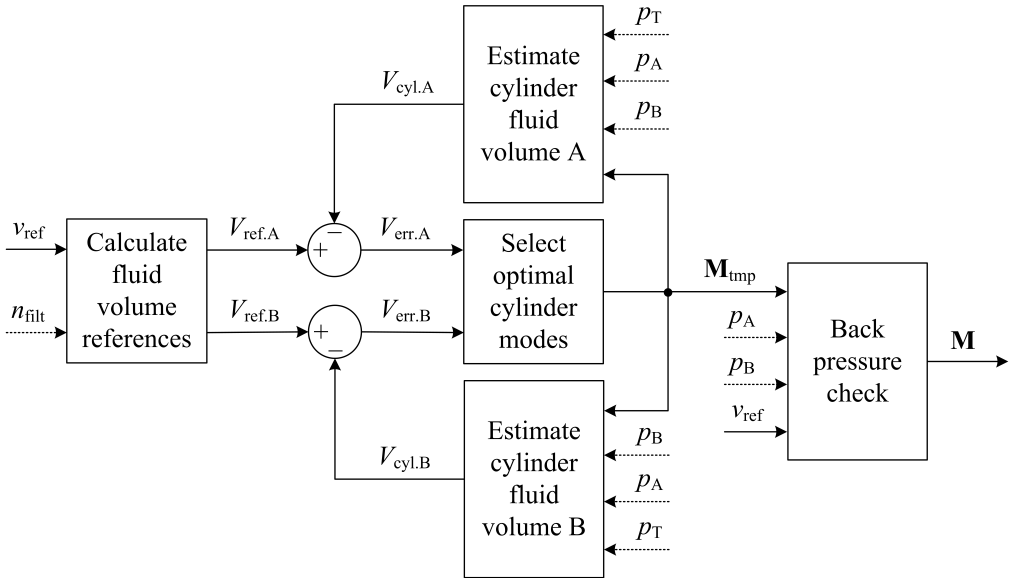 p_T
Estimate
cylinder
fluid
volume A
p_A
p_B
V_cyl.A
v_ref
n_filt
Calculate
fluid
volume
references
V_ref.A
V_ref.B
+ −
+ −
V_err.A
V_err.B
Select
optimal
cylinder
modes
M_tmp
p_A
p_B
v_ref
Back
pressure
check
M
V_cyl.B
Estimate
cylinder
fluid
volume B
p_B
p_A
p_T